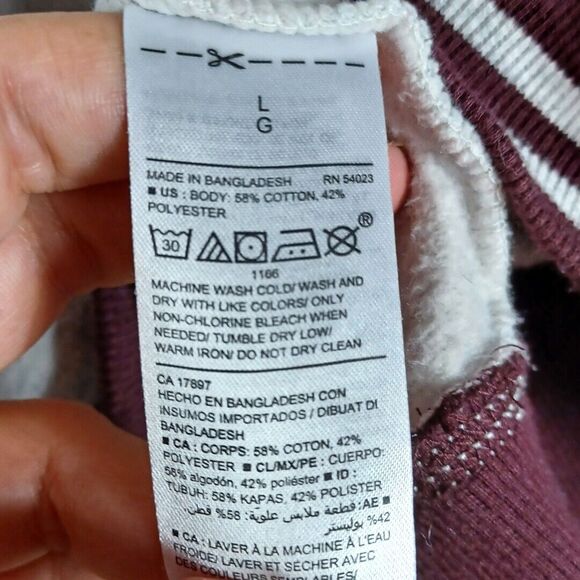 L
G
MADE IN BANGLADESH RN 54023
■ US : BODY: 58% COTTON, 42%
POLYESTER
30
®
1166
MACHINE WASH COLD/ WASH AND
DRY WITH LIKE COLORS/ ONLY
NON-CHLORINE BLEACH WHEN
NEEDED/ TUMBLE DRY LOW/
WARM IRON/ DO NOT DRY CLEAN
CA 17897
HECHO EN BANGLADESH CON
INSUMOS IMPORTADOS / DIBUAT DI
BANGLADESH
■ CA : CORPS: 58% COTON, 42%
POLYESTER ■ CL/MX/PE : CUERPO:
58% algodón, 42% poliéster ■ ID :
TUBUH: 58% KAPAS, 42% POLISTER
■ AE: قطعة ملابس علوية: 58% قطن،
42% بوليستر
■ CA : LAVER À LA MACHINE À L'EAU
FROIDE/ LAVER ET SÉCHER AVEC
DES COULEURS SEMBLABLES/